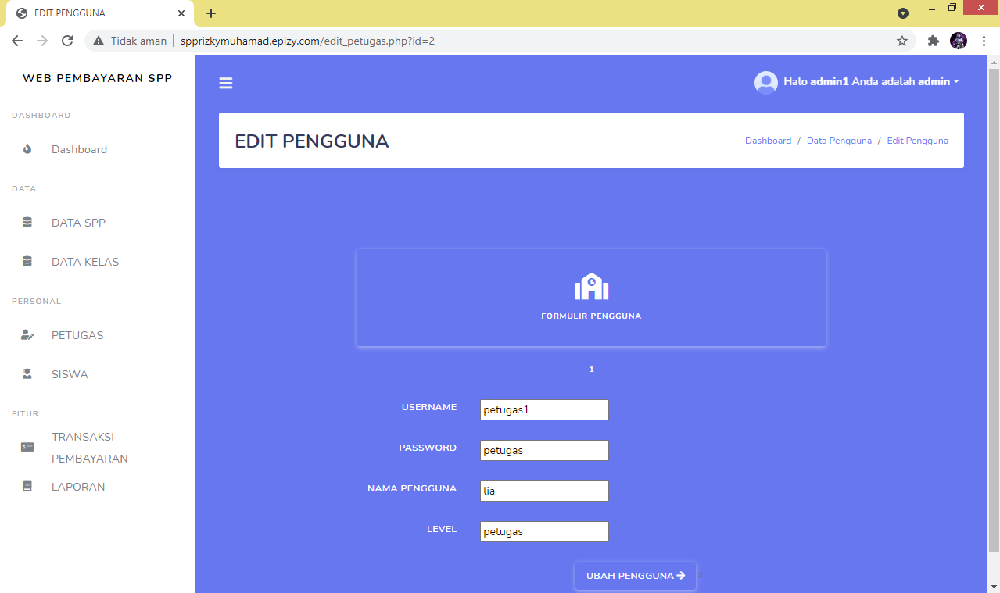 EDIT PENGGUNA
Tidak aman
spprizkymuhamad.epizy.com/edit_petugas.php?id=2
WEB PEMBAYARAN SPP
DASHBOARD
Dashboard
DATA
DATA SPP
DATA KELAS
PERSONAL
PETUGAS
SISWA
FITUR
TRANSAKSI
PEMBAYARAN
LAPORAN
Halo admin1 Anda adalah admin
EDIT PENGGUNA
Dashboard / Data Pengguna / Edit Pengguna
FORMULIR PENGGUNA
1
USERNAME petugas1
PASSWORD petugas
NAMA PENGGUNA lia
LEVEL petugas
UBAH PENGGUNA